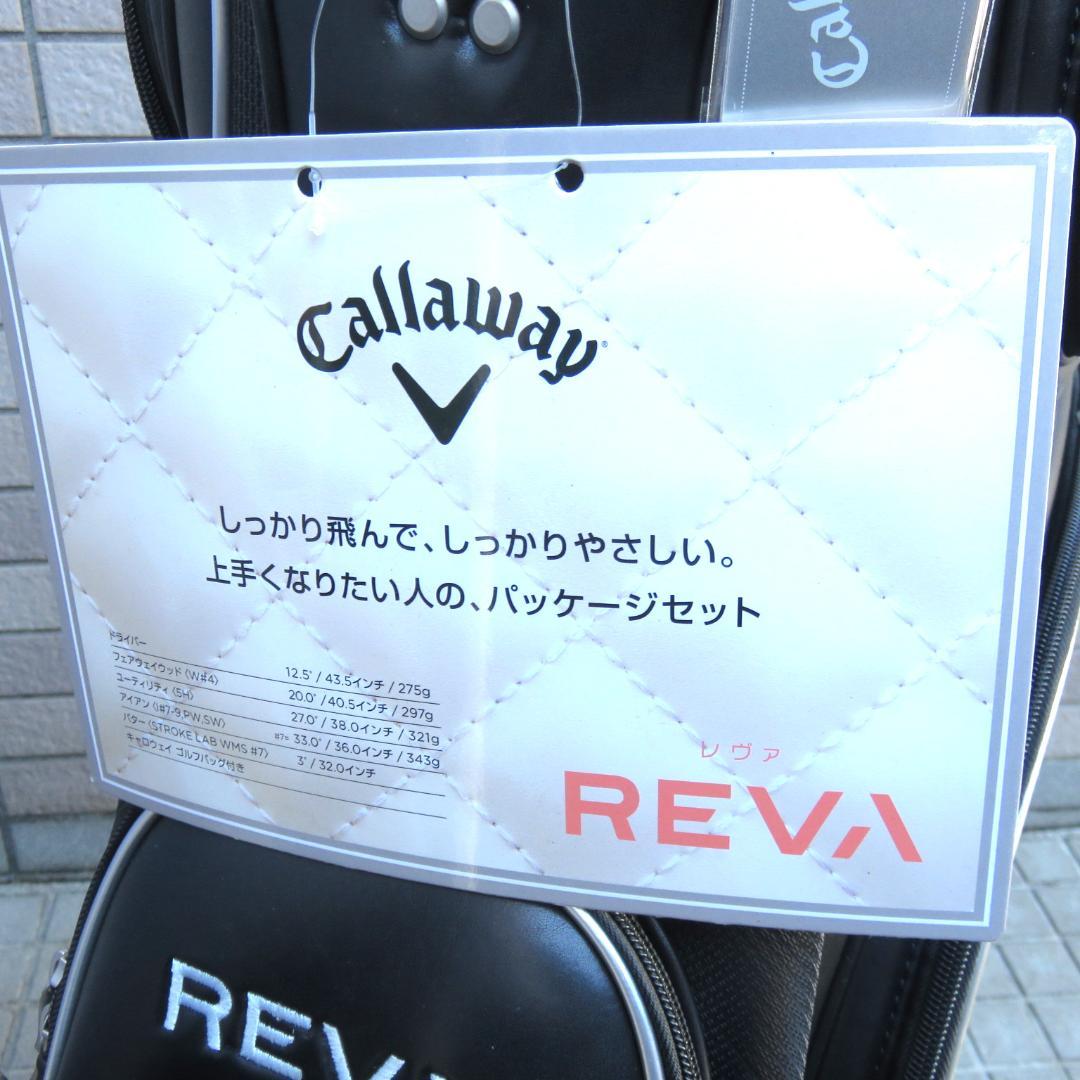 Cal
Callaway
しっかり飛んで、しっかりやさしい。
上手くなりたい人の、パッケージセット
ドライバー 12.5° / 43.5インチ / 275g
フェアウェイウッド〈W#4〉 20.0° / 40.5インチ / 297g
ユーティリティ〈5H〉 27.0° / 38.0インチ / 321g
アイアン〈I#7-9,PW,SW〉 #7= 33.0° / 36.0インチ / 343g
パター〈STROKE LAB WMS #7〉 3° / 32.0インチ
キャロウェイ ゴルフバッグ付き
レヴァ
REVA
REVA